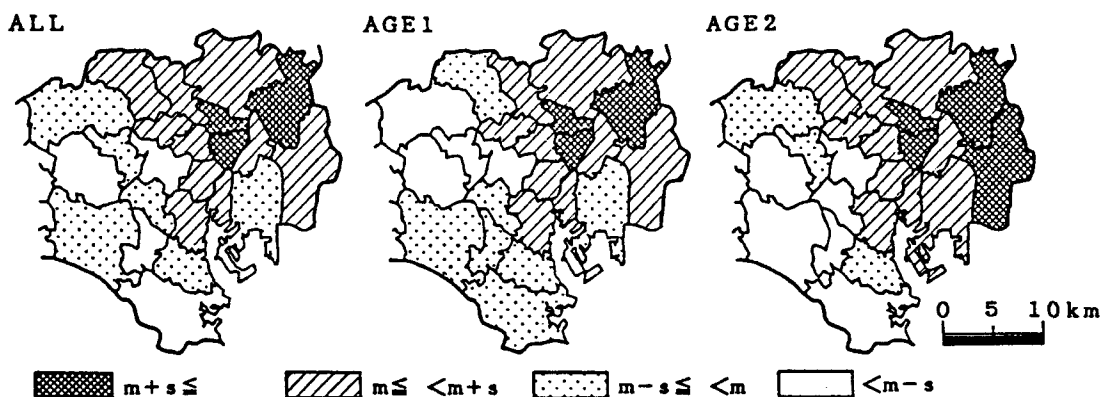 ALL AGE1 AGE2
0 5 10km
m+s≦ m≦ <m+s m-s≦ <m <m-s